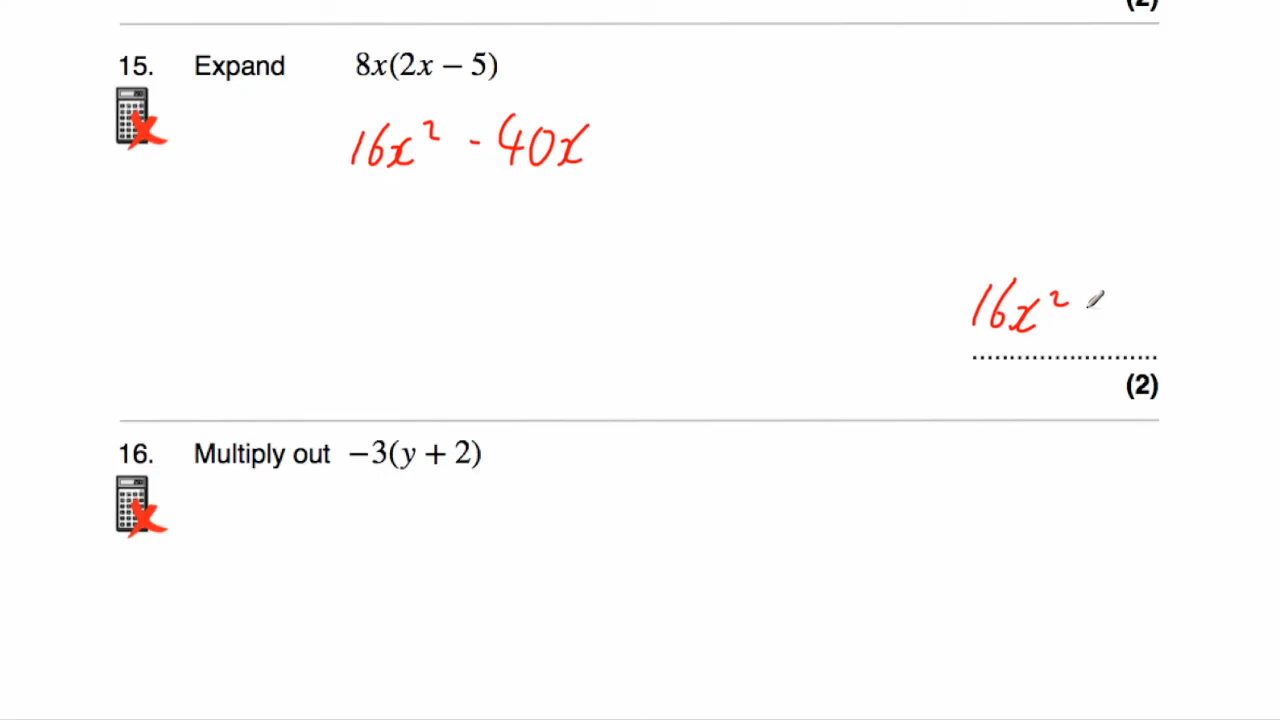 (2)
15. Expand 8x(2x − 5)
16x² - 40x
16x²
(2)
16. Multiply out −3(y + 2)